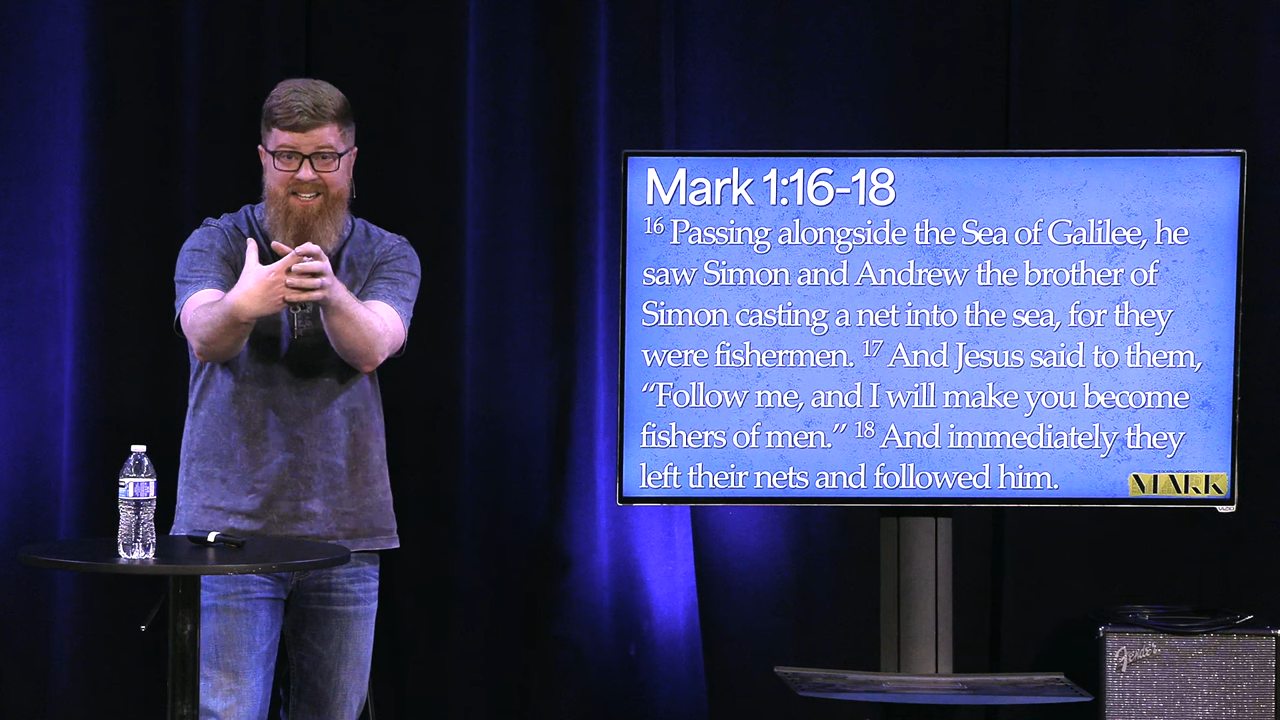 Mark 1:16-18
16 Passing alongside the Sea of Galilee, he
saw Simon and Andrew the brother of
Simon casting a net into the sea, for they
were fishermen. 17 And Jesus said to them,
“Follow me, and I will make you become
fishers of men.” 18 And immediately they
left their nets and followed him.
MARK
VIZIO
Fender